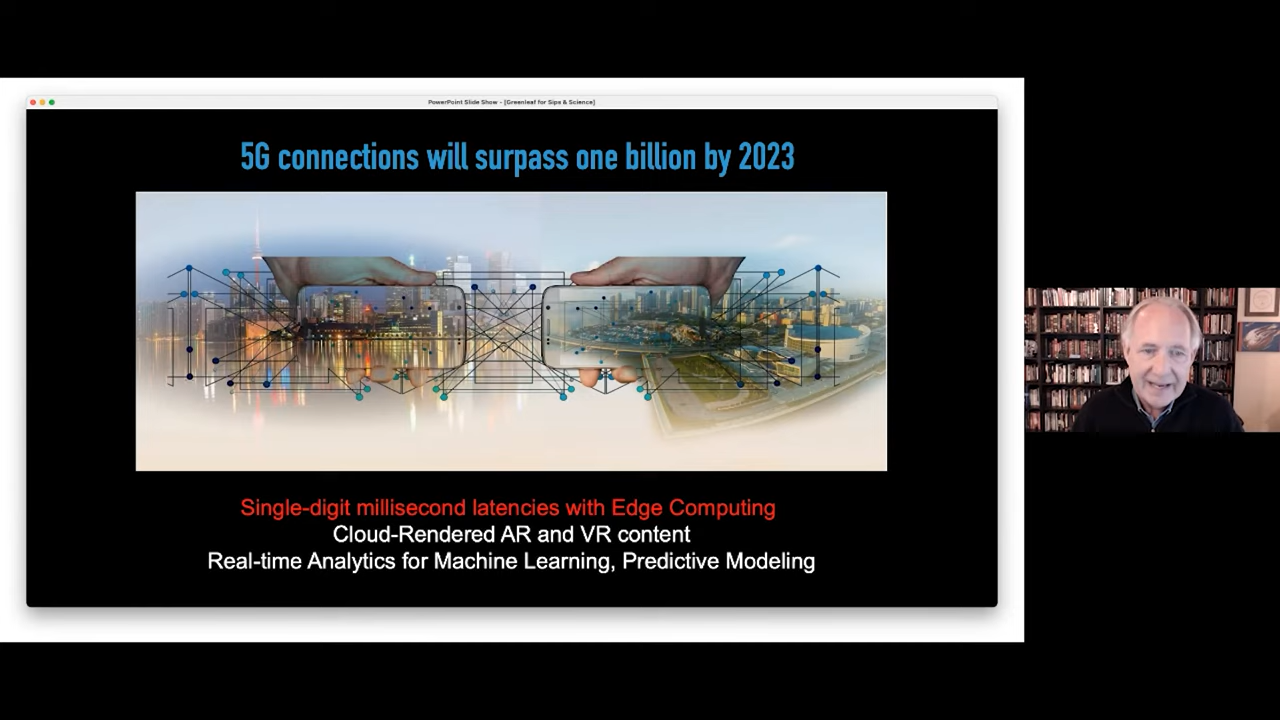 PowerPoint Slide Show - [Greenleaf for Sips & Science]
5G connections will surpass one billion by 2023
Single-digit millisecond latencies with Edge Computing
Cloud-Rendered AR and VR content
Real-time Analytics for Machine Learning, Predictive Modeling